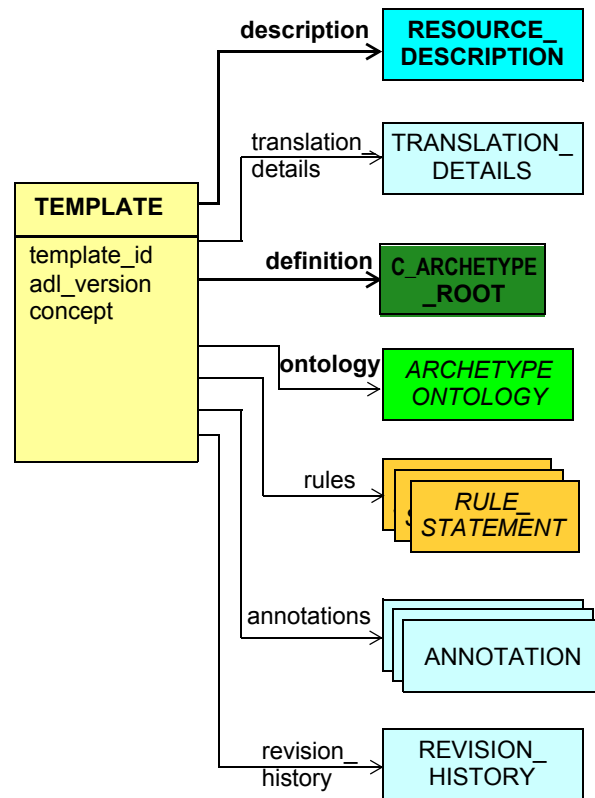 description
RESOURCE_
DESCRIPTION
translation_
details
TRANSLATION_
DETAILS
TEMPLATE
template_id
adl_version
concept
definition
C_ARCHETYPE
_ROOT
ontology
ARCHETYPE
ONTOLOGY
rules
RULE_
STATEMENT
annotations
ANNOTATION
revision_
history
REVISION_
HISTORY